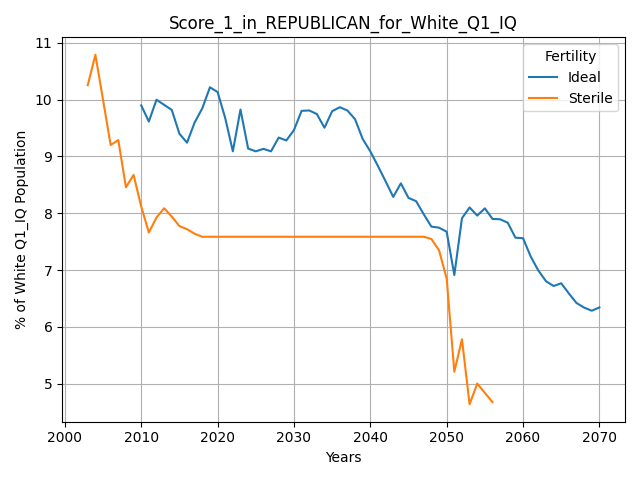 Score_1_in_REPUBLICAN_for_White_Q1_IQ
Fertility
Ideal
Sterile
% of White Q1_IQ Population
11
10
9
8
7
6
5
2000 2010 2020 2030 2040 2050 2060 2070
Years